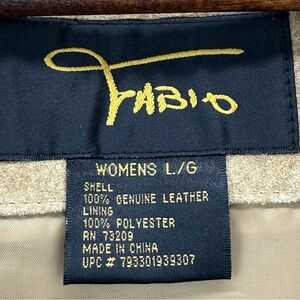 FABIO
WOMENS L/G
SHELL
100% GENUINE LEATHER
LINING
100% POLYESTER
RN 73209
MADE IN CHINA
UPC # 793301939307